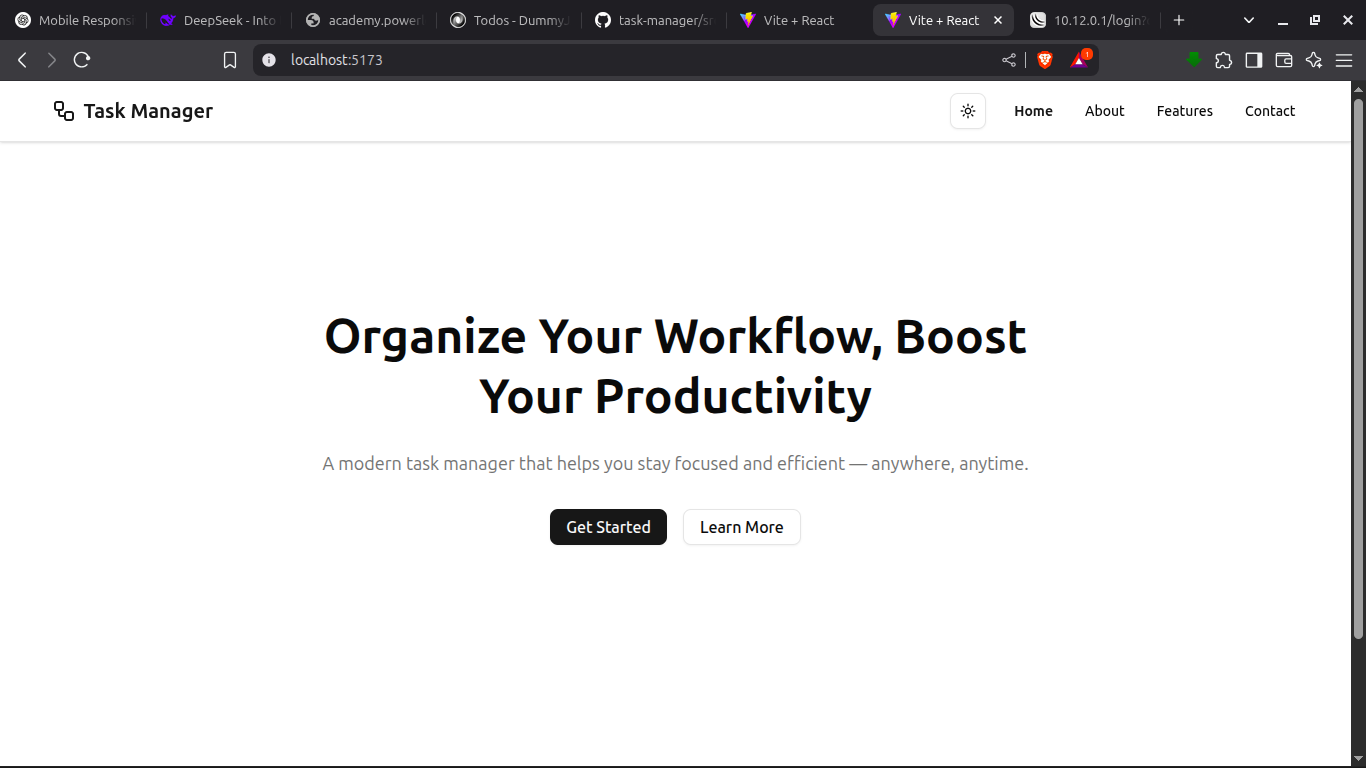 Mobile Respons
DeepSeek - Into
academy.powerl
Todos - DummyJ
task-manager/sr
Vite + React
Vite + React
10.12.0.1/login?
localhost:5173
1
Task Manager
Home
About
Features
Contact
Organize Your Workflow, Boost
Your Productivity
A modern task manager that helps you stay focused and efficient — anywhere, anytime.
Get Started
Learn More